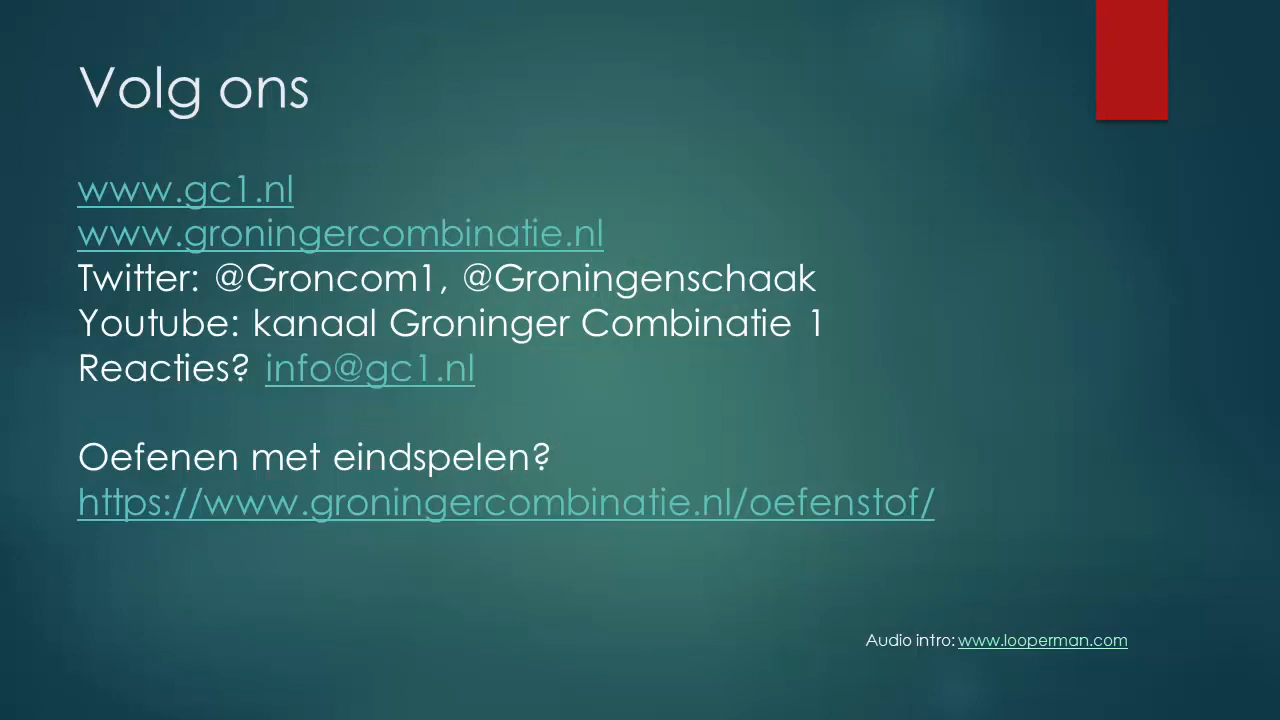 Volg ons
www.gc1.nl
www.groningercombinatie.nl
Twitter: @Groncom1, @Groningenschaak
Youtube: kanaal Groninger Combinatie 1
Reacties? info@gc1.nl
Oefenen met eindspelen?
https://www.groningercombinatie.nl/oefenstof/
Audio intro: www.looperman.com